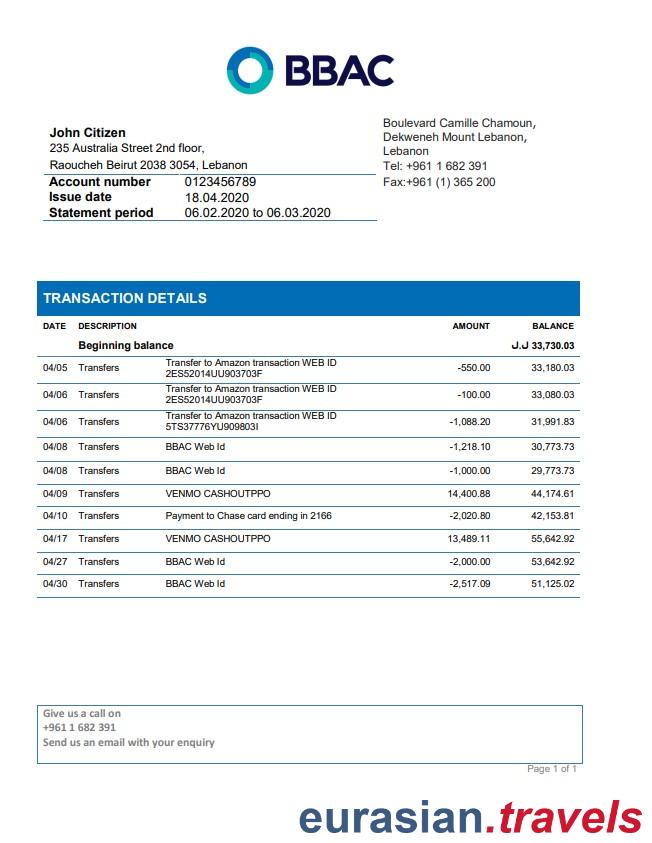 BBAC
John Citizen
235 Australia Street 2nd floor,
Raoucheh Beirut 2038 3054, Lebanon
Account number 0123456789
Issue date 18.04.2020
Statement period 06.02.2020 to 06.03.2020
Boulevard Camille Chamoun,
Dekweneh Mount Lebanon,
Lebanon
Tel: +961 1 682 391
Fax:+961 (1) 365 200
TRANSACTION DETAILS
DATE DESCRIPTION AMOUNT BALANCE
Beginning balance ل.ل 33,730.03
04/05 Transfers Transfer to Amazon transaction WEB ID
2ES52014UU903703F -550.00 33,180.03
04/06 Transfers Transfer to Amazon transaction WEB ID
2ES52014UU903703F -100.00 33,080.03
04/06 Transfers Transfer to Amazon transaction WEB ID
5TS37776YU909803I -1,088.20 31,991.83
04/08 Transfers BBAC Web Id -1,218.10 30,773.73
04/08 Transfers BBAC Web Id -1,000.00 29,773.73
04/09 Transfers VENMO CASHOUTPPO 14,400.88 44,174.61
04/10 Transfers Payment to Chase card ending in 2166 -2,020.80 42,153.81
04/17 Transfers VENMO CASHOUTPPO 13,489.11 55,642.92
04/27 Transfers BBAC Web Id -2,000.00 53,642.92
04/30 Transfers BBAC Web Id -2,517.09 51,125.02
Give us a call on
+961 1 682 391
Send us an email with your enquiry
Page 1 of 1
eurasian.travels